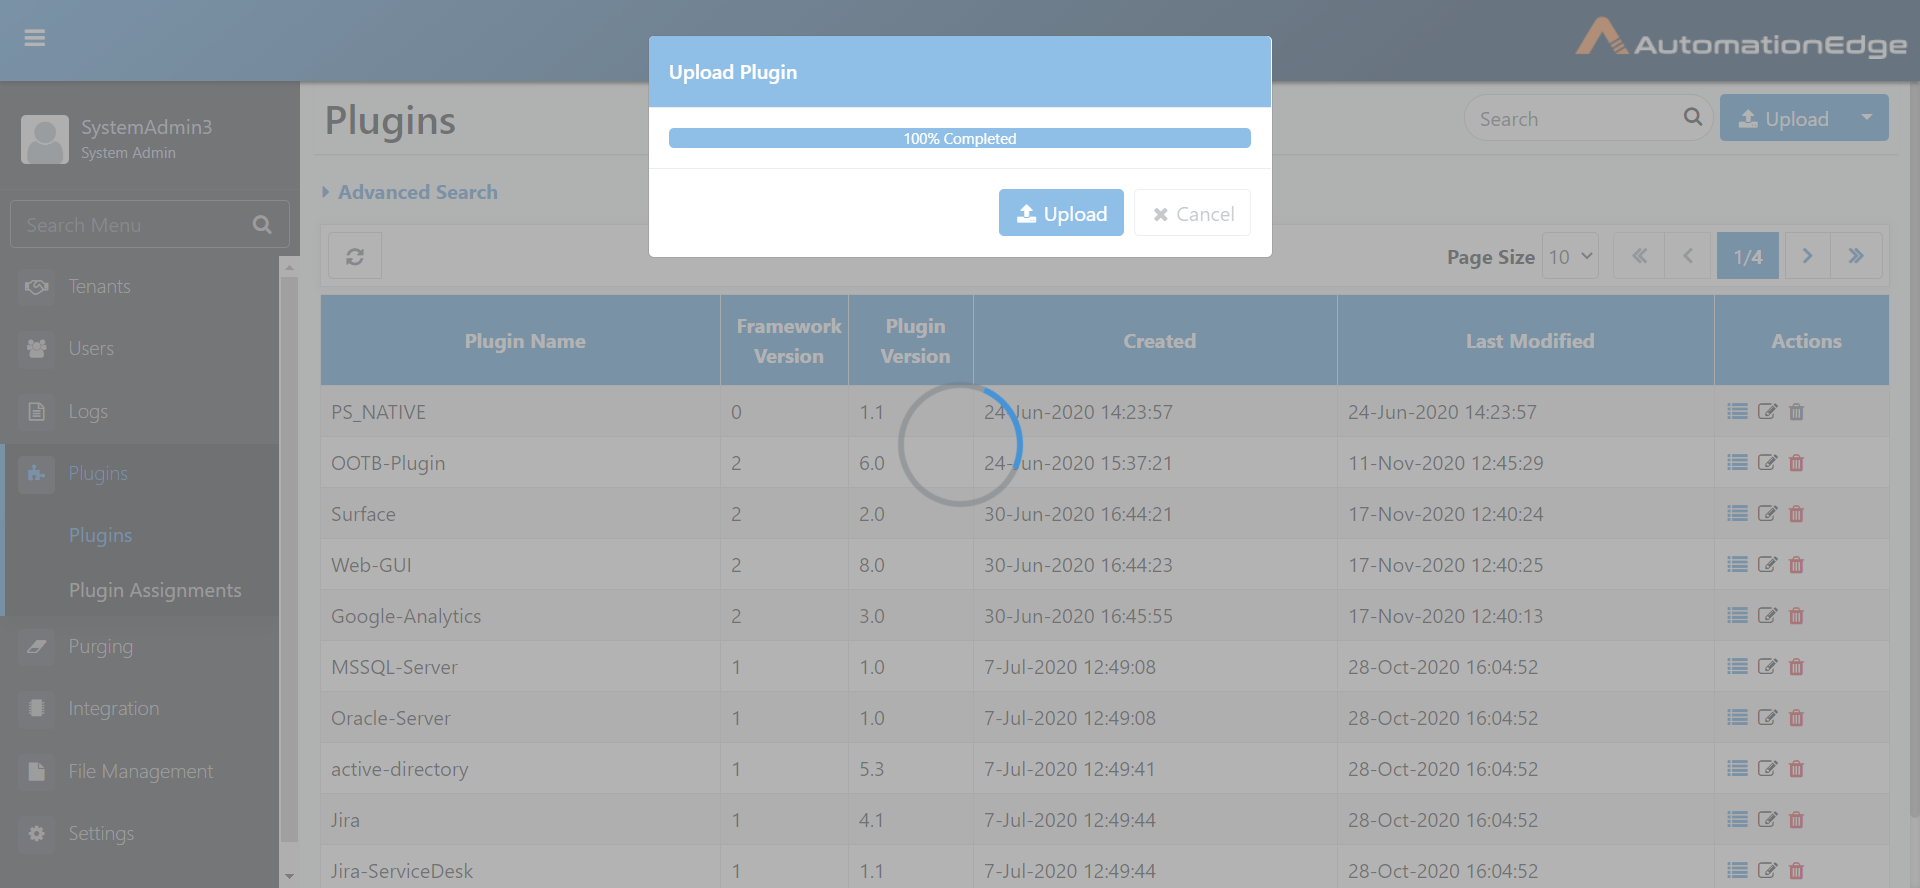 AutomationEdge
Upload Plugin
100% Completed
Upload
Cancel
SystemAdmin3
System Admin
Search Menu
Tenants
Users
Logs
Plugins
Plugins
Plugin Assignments
Purging
Integration
File Management
Settings
Plugins
Search
Upload
Advanced Search
Page Size 10 1/4
Plugin Name Framework Version Plugin Version Created Last Modified Actions
PS_NATIVE 0 1.1 24-Jun-2020 14:23:57 24-Jun-2020 14:23:57
OOTB-Plugin 2 6.0 24-Jun-2020 15:37:21 11-Nov-2020 12:45:29
Surface 2 2.0 30-Jun-2020 16:44:21 17-Nov-2020 12:40:24
Web-GUI 2 8.0 30-Jun-2020 16:44:23 17-Nov-2020 12:40:25
Google-Analytics 2 3.0 30-Jun-2020 16:45:55 17-Nov-2020 12:40:13
MSSQL-Server 1 1.0 7-Jul-2020 12:49:08 28-Oct-2020 16:04:52
Oracle-Server 1 1.0 7-Jul-2020 12:49:08 28-Oct-2020 16:04:52
active-directory 1 5.3 7-Jul-2020 12:49:41 28-Oct-2020 16:04:52
Jira 1 4.1 7-Jul-2020 12:49:44 28-Oct-2020 16:04:52
Jira-ServiceDesk 1 1.1 7-Jul-2020 12:49:44 28-Oct-2020 16:04:52